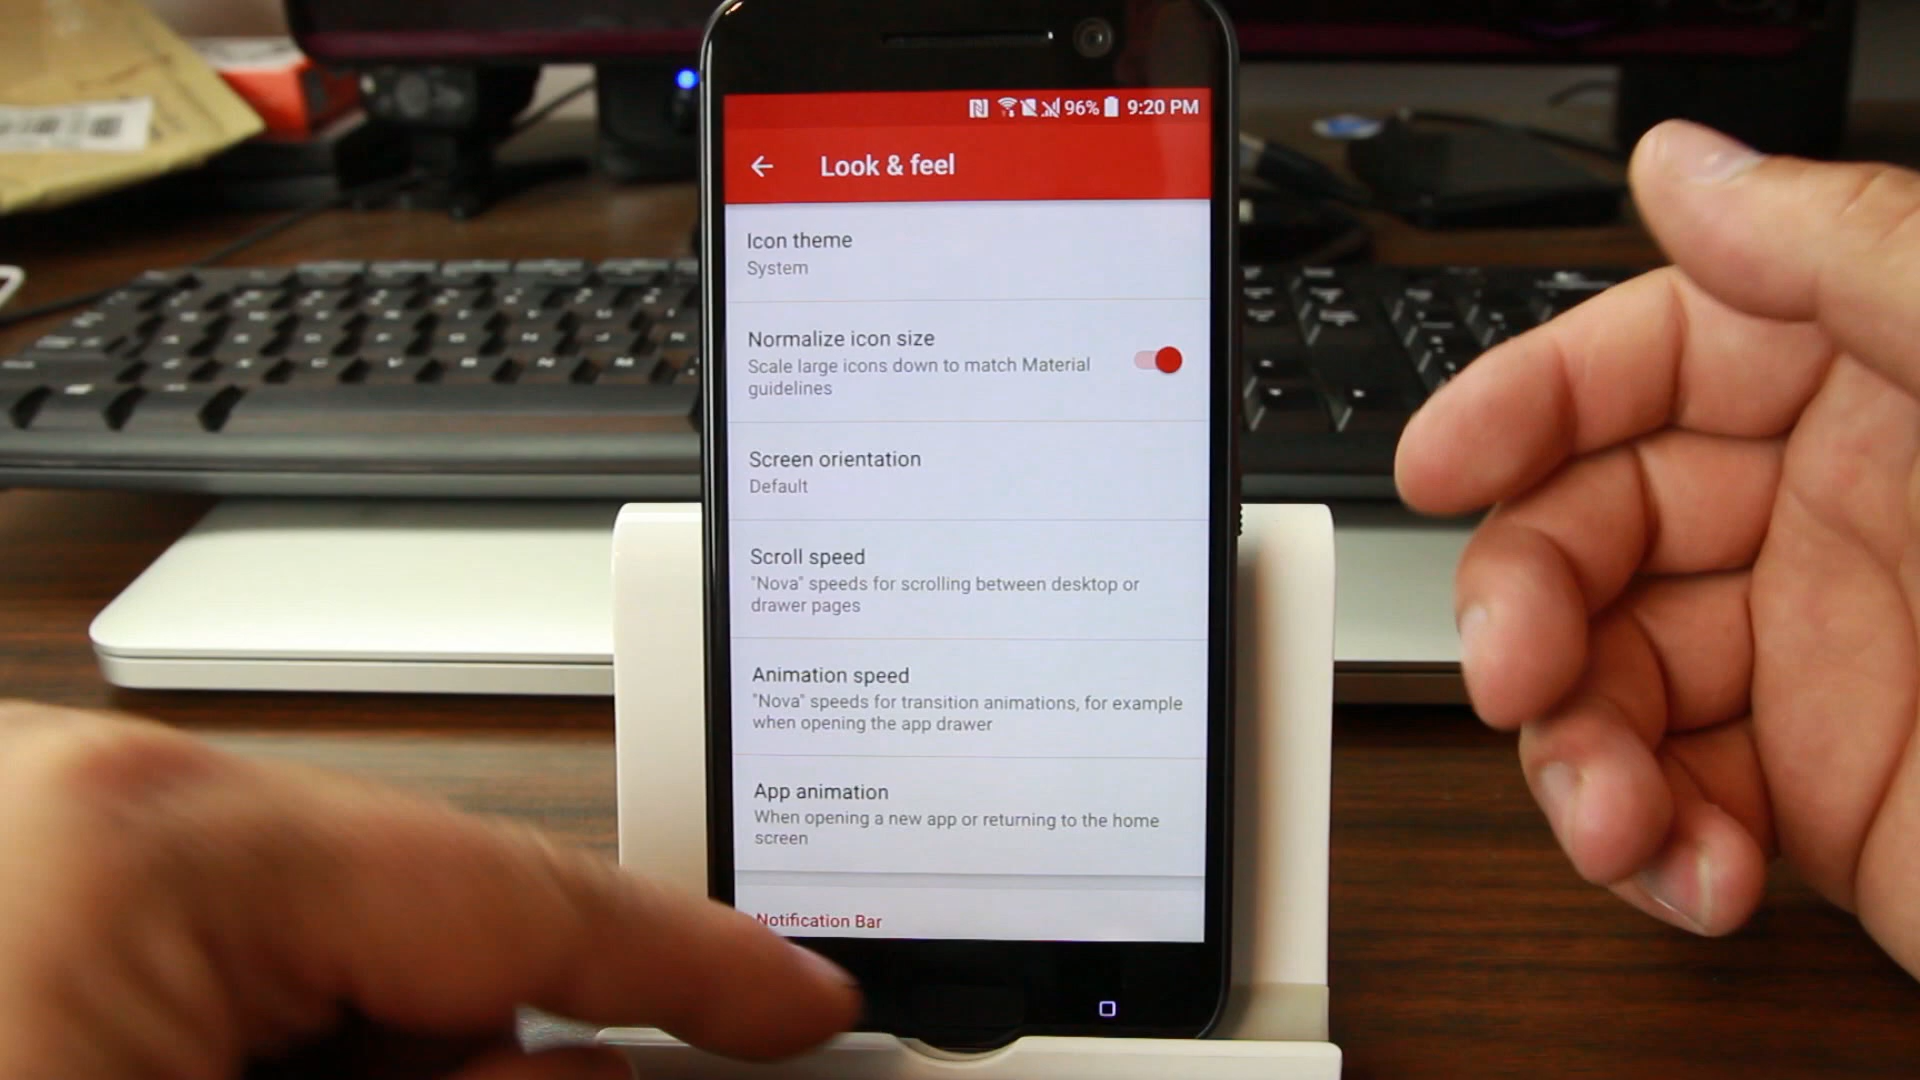 96% 9:20 PM
Look & feel
Icon theme
System
Normalize icon size
Scale large icons down to match Material
guidelines
Screen orientation
Default
Scroll speed
"Nova" speeds for scrolling between desktop or
drawer pages
Animation speed
"Nova" speeds for transition animations, for example
when opening the app drawer
App animation
When opening a new app or returning to the home
screen
Notification Bar